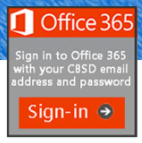 Office 365
Sign in to Office 365
with your CBSD email
address and password
Sign-in